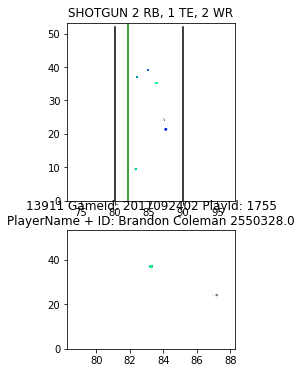 SHOTGUN 2 RB, 1 TE, 2 WR
50
40
30
20
10
0
75 80 85 90 95
13911 GameId: 2017092402 PlayId: 1755
PlayerName + ID: Brandon Coleman 2550328.0
40
20
0
80 82 84 86 88